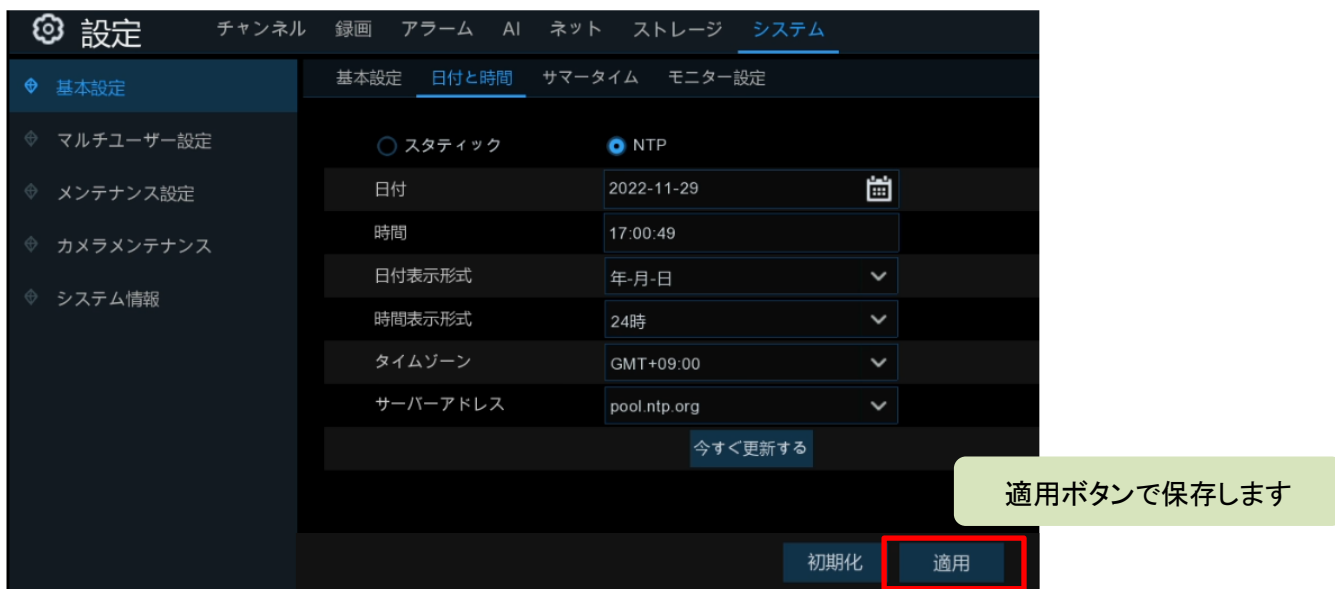 設定 チャンネル 録画 アラーム AI ネット ストレージ システム
基本設定 日付と時間 サマータイム モニター設定
基本設定
マルチユーザー設定
メンテナンス設定
カメラメンテナンス
システム情報
スタティック NTP
日付 2022-11-29
時間 17:00:49
日付表示形式 年-月-日
時間表示形式 24時
タイムゾーン GMT+09:00
サーバーアドレス pool.ntp.org
今すぐ更新する
適用ボタンで保存します
初期化 適用